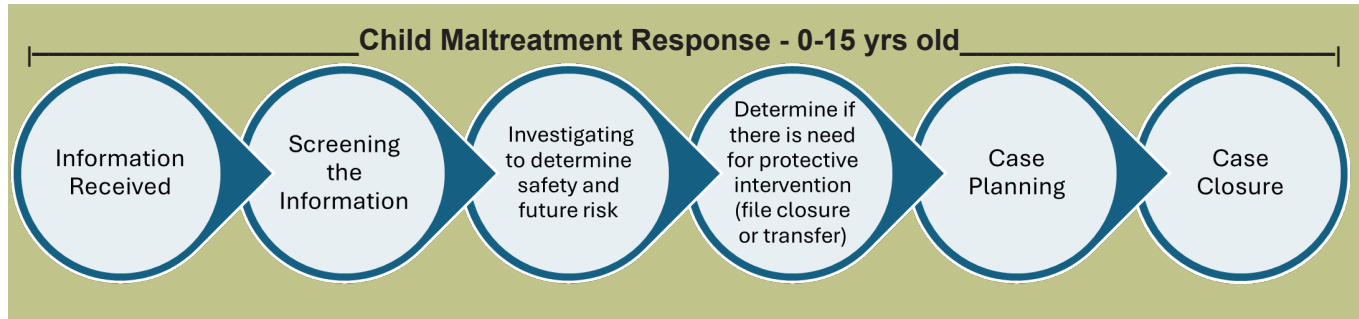 Child Maltreatment Response - 0-15 yrs old
Information
Received
Screening
the
Information
Investigating
to determine
safety and
future risk
Determine if
there is need
for protective
intervention
(file closure
or transfer)
Case
Planning
Case
Closure